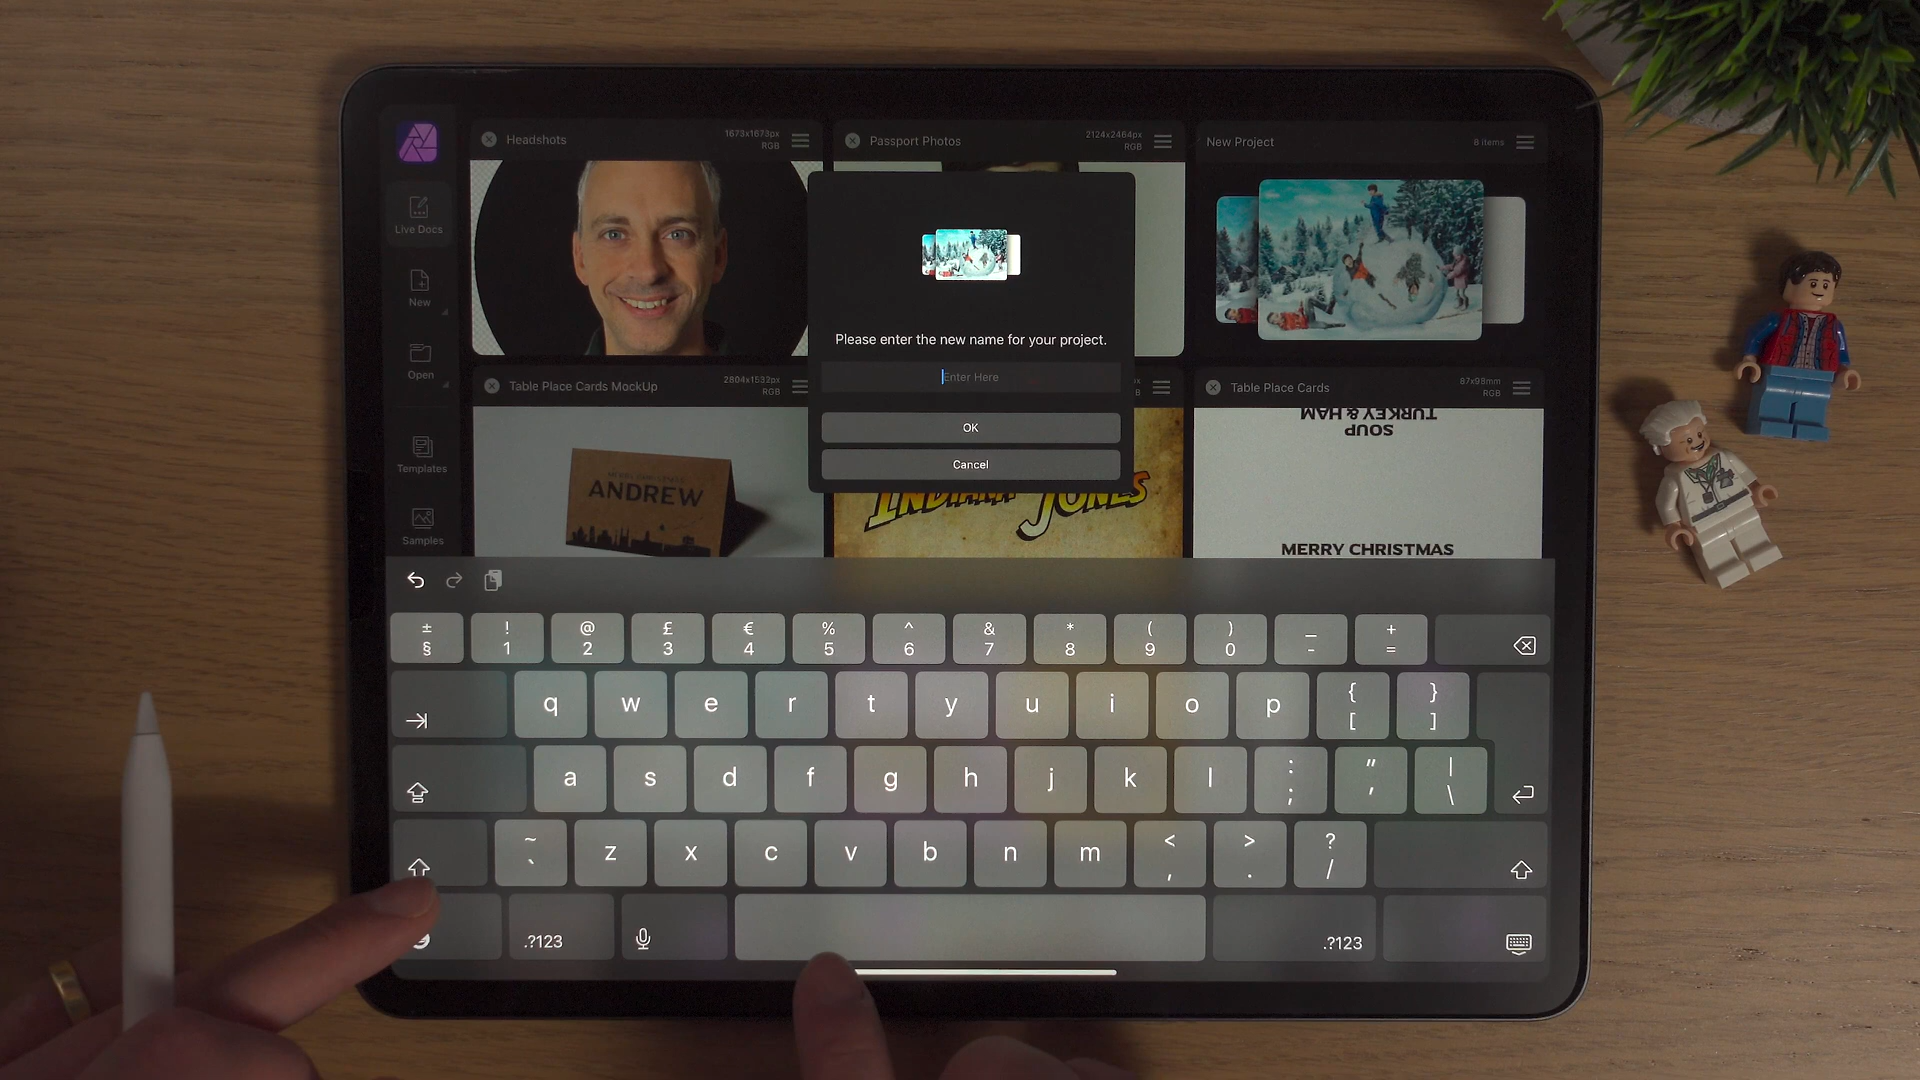 Headshots
1673x1673px
RGB
Passport Photos
2124x2464px
RGB
New Project
8 items
Live Docs
New
Open
Templates
Samples
Please enter the new name for your project.
Enter Here
OK
Cancel
Table Place Cards MockUp
2804x1532px
RGB
Table Place Cards
87x98mm
RGB
ANDREW
INDIANA JONES
TURKEY & HAM
SOUP
MERRY CHRISTMAS
± ! @ £ € % ^ & * ( ) _ +
§ 1 2 3 4 5 6 7 8 9 0 - =
q w e r t y u i o p { }
[ ]
a s d f g h j k l : " |
; ' \
~ z x c v b n m < > ?
` , . /
.?123 .?123